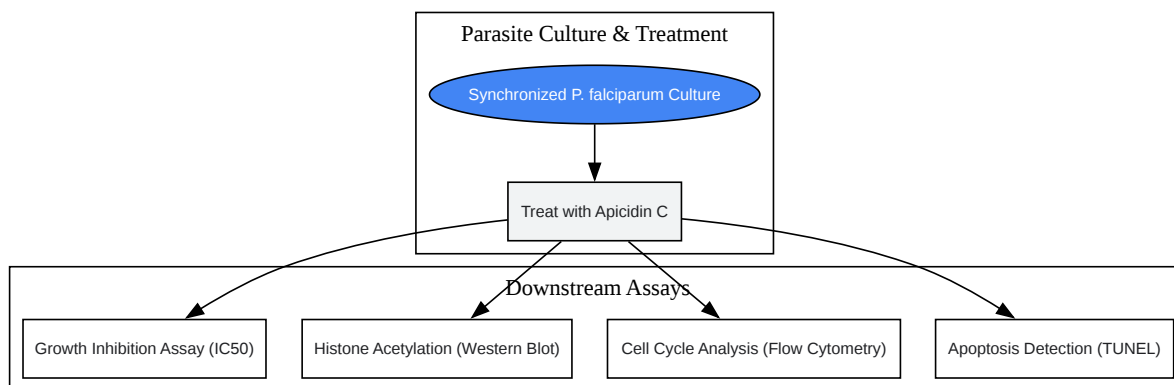 Parasite Culture & Treatment
Synchronized P. falciparum Culture
Treat with Apicidin C
Downstream Assays
Growth Inhibition Assay (IC50)
Histone Acetylation (Western Blot)
Cell Cycle Analysis (Flow Cytometry)
Apoptosis Detection (TUNEL)